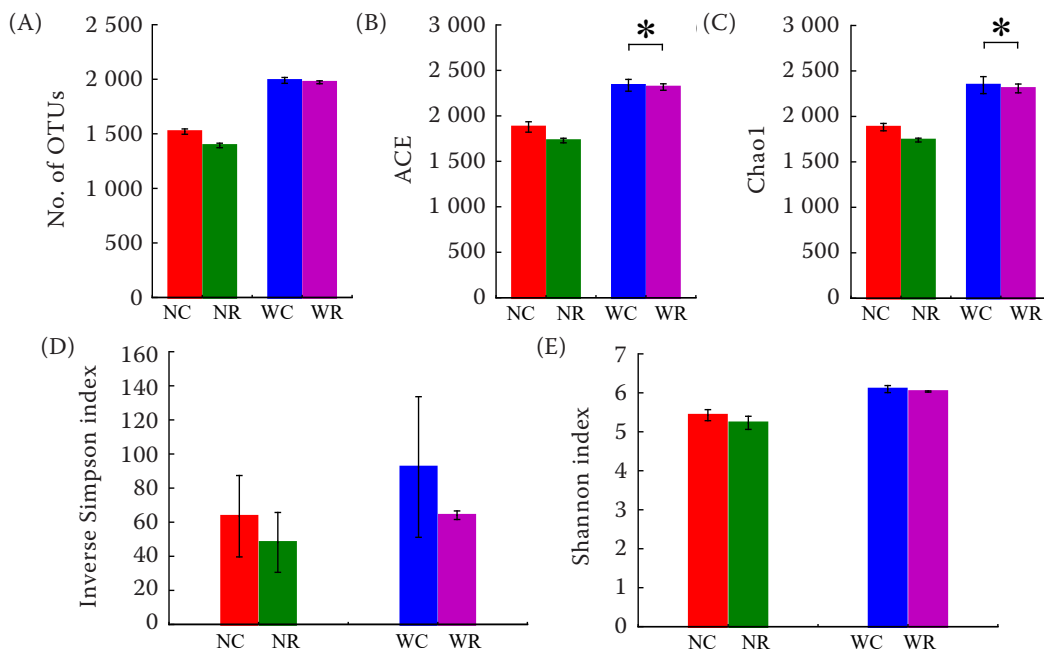 (A)
No. of OTUs
2 500
2 000
1 500
1 000
500
0
NC NR WC WR
(B)
ACE
3 000
2 500
2 000
1 500
1 000
500
0
*
NC NR WC WR
(C)
Chao1
3 000
2 500
2 000
1 500
1 000
500
0
*
NC NR WC WR
(D)
Inverse Simpson index
160
140
120
100
80
60
40
20
0
NC NR WC WR
(E)
Shannon index
7
6
5
4
3
2
1
0
NC NR WC WR